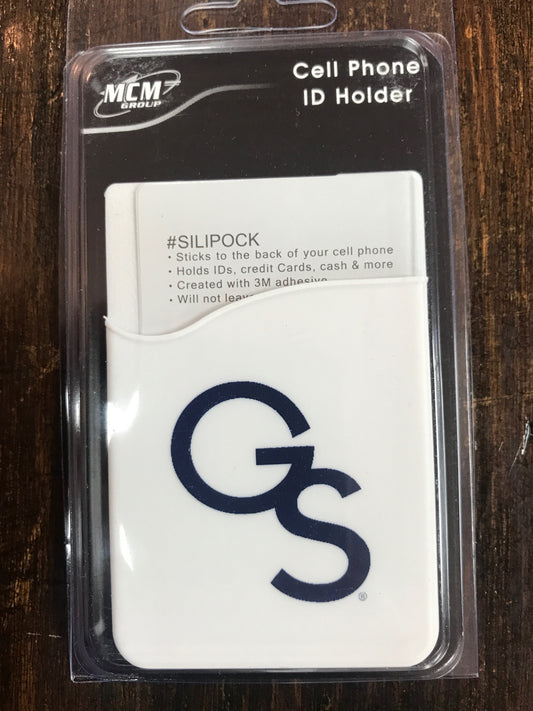 MCM
GROUP
Cell Phone
ID Holder
#SILIPOCK
• Sticks to the back of your cell phone
• Holds IDs, credit Cards, cash & more
• Created with 3M adhesive
• Will not leave
GS
®